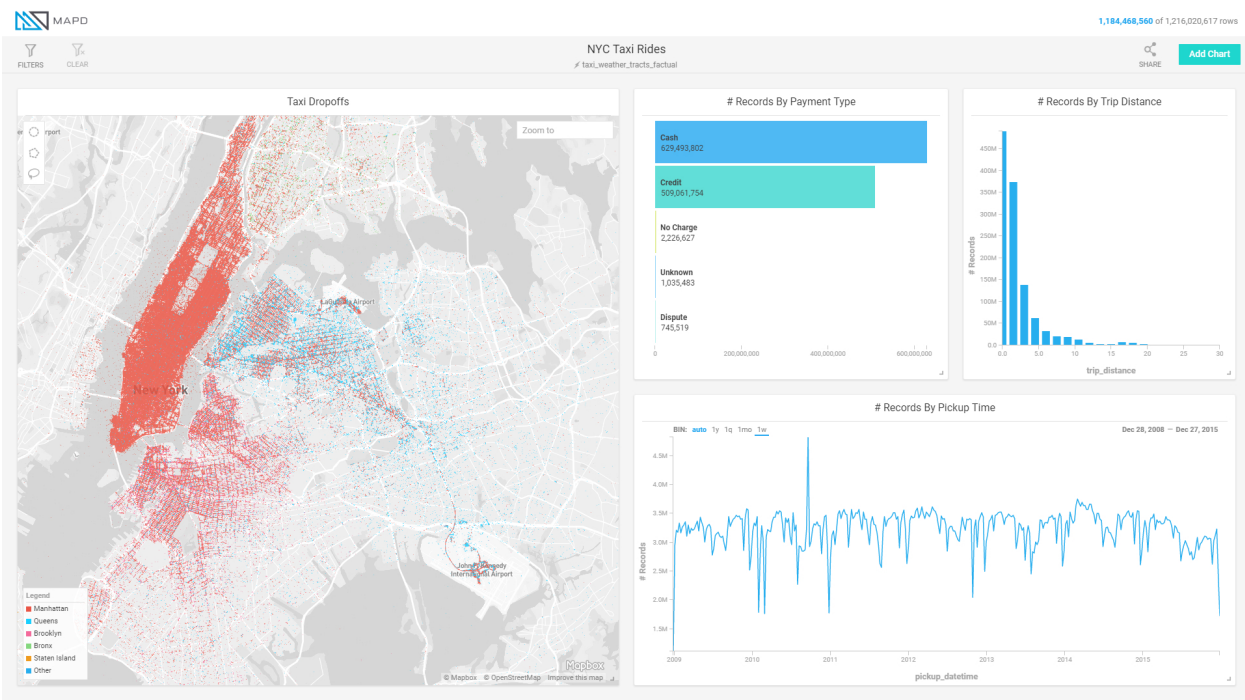 MAPD
1,184,468,560 of 1,216,020,617 rows
FILTERS
CLEAR
NYC Taxi Rides
taxi_weather_tracts_factual
SHARE
Add Chart
Taxi Dropoffs
Zoom to
rport
LaGuardia Airport
New York
John F Kennedy
International Airport
Legend
Manhattan
Queens
Brooklyn
Bronx
Staten Island
Other
Mapbox
© Mapbox © OpenStreetMap Improve this map
# Records By Payment Type
Cash
629,493,802
Credit
509,061,754
No Charge
2,226,627
Unknown
1,035,483
Dispute
745,519
0 200,000,000 400,000,000 600,000,000
# Records By Trip Distance
# Records
450M
400M
350M
300M
250M
200M
150M
100M
50M
0.0
0.0 5.0 10 15 20 25 30
trip_distance
# Records By Pickup Time
BIN: auto 1y 1q 1mo 1w
Dec 28, 2008 — Dec 27, 2015
# Records
4.5M
4.0M
3.5M
3.0M
2.5M
2.0M
1.5M
2009 2010 2011 2012 2013 2014 2015
pickup_datetime